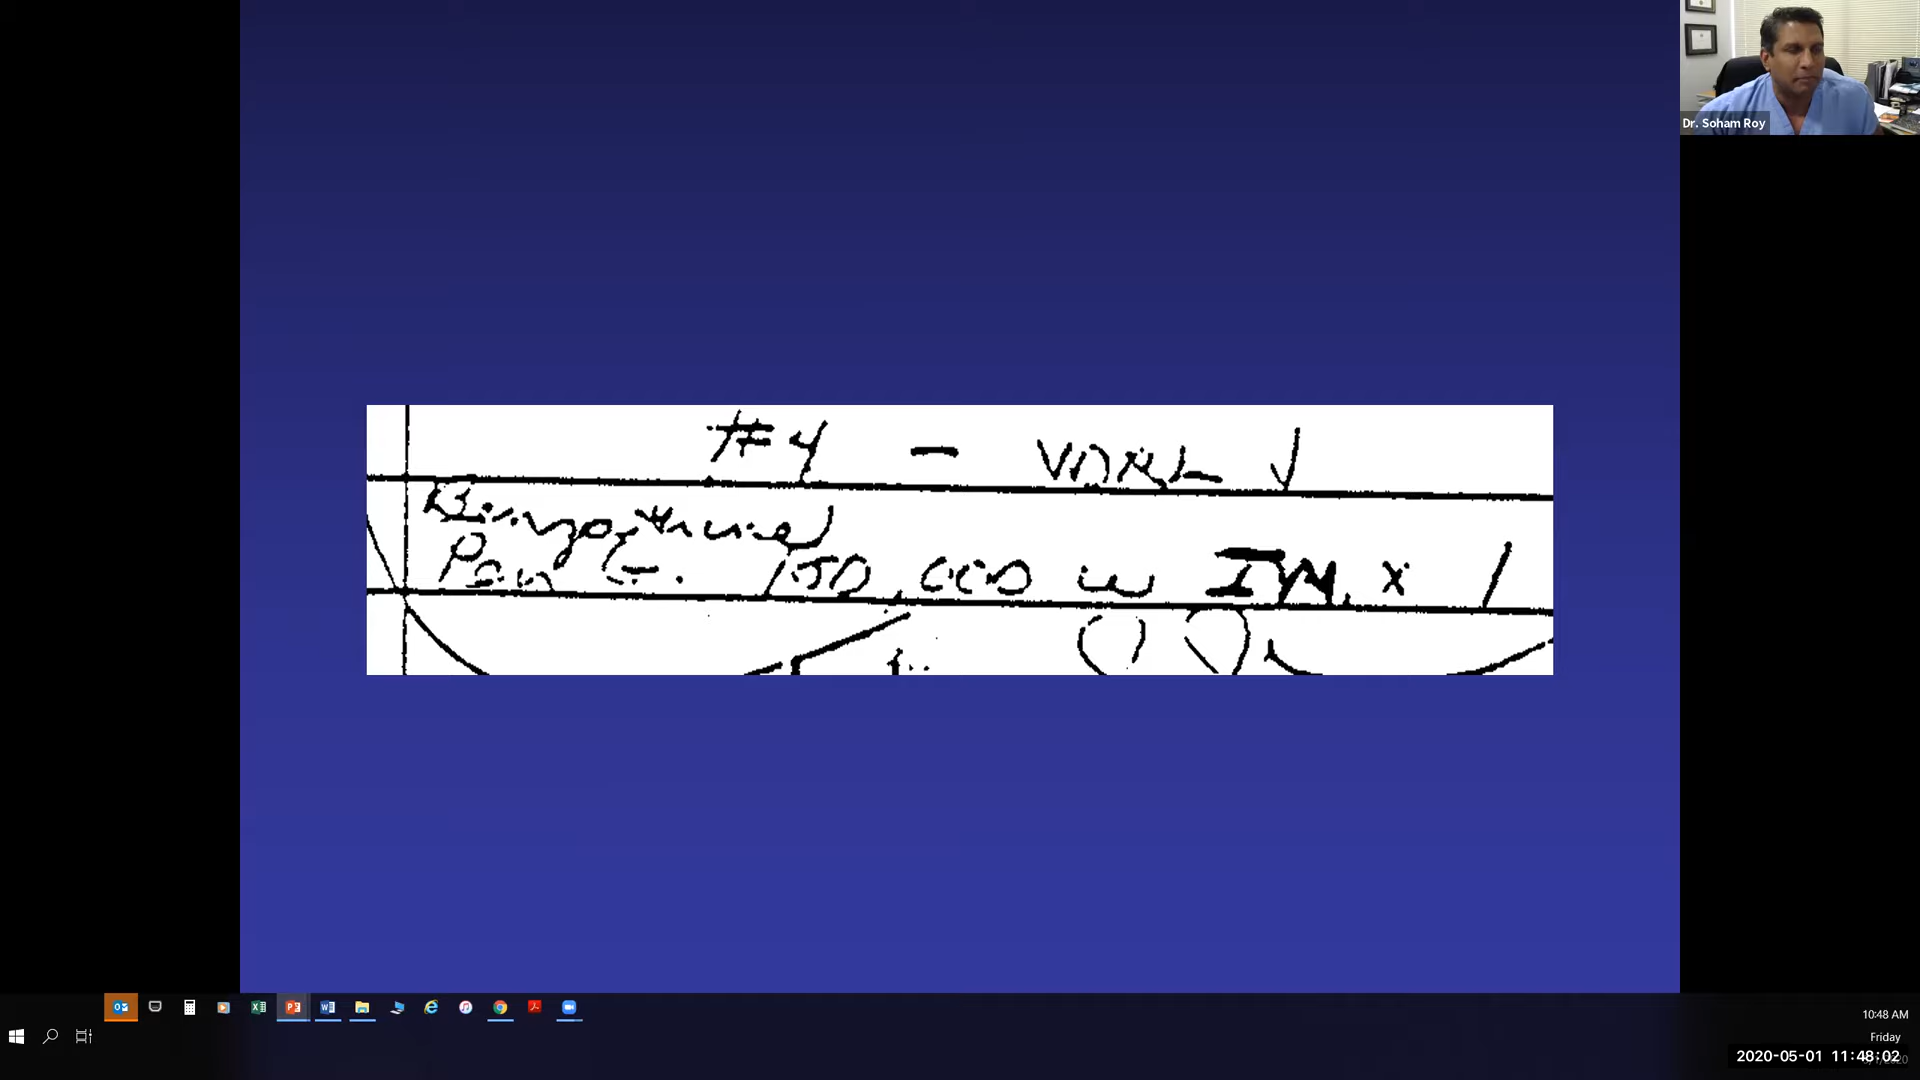 Dr. Soham Roy
#4 - VDRL √
Benzathine
Pen G. 150,000 u IM. x 1
10:48 AM
Friday
2020-05-01 11:48:02